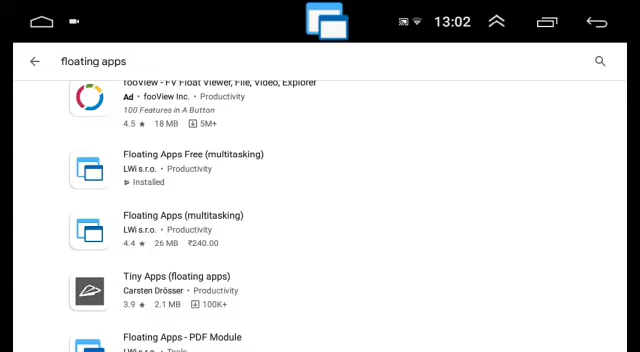 13:02
floating apps
fooView - FV Float Viewer, File, Video, Explorer
Ad • fooView Inc. • Productivity
100 Features in A Button
4.5 ★ 18 MB 5M+
Floating Apps Free (multitasking)
LWi s.r.o. • Productivity
Installed
Floating Apps (multitasking)
LWi s.r.o. • Productivity
4.4 ★ 26 MB ₹240.00
Tiny Apps (floating apps)
Carsten Drösser • Productivity
3.9 ★ 2.1 MB 100K+
Floating Apps - PDF Module
LWi s.r.o. • Tools